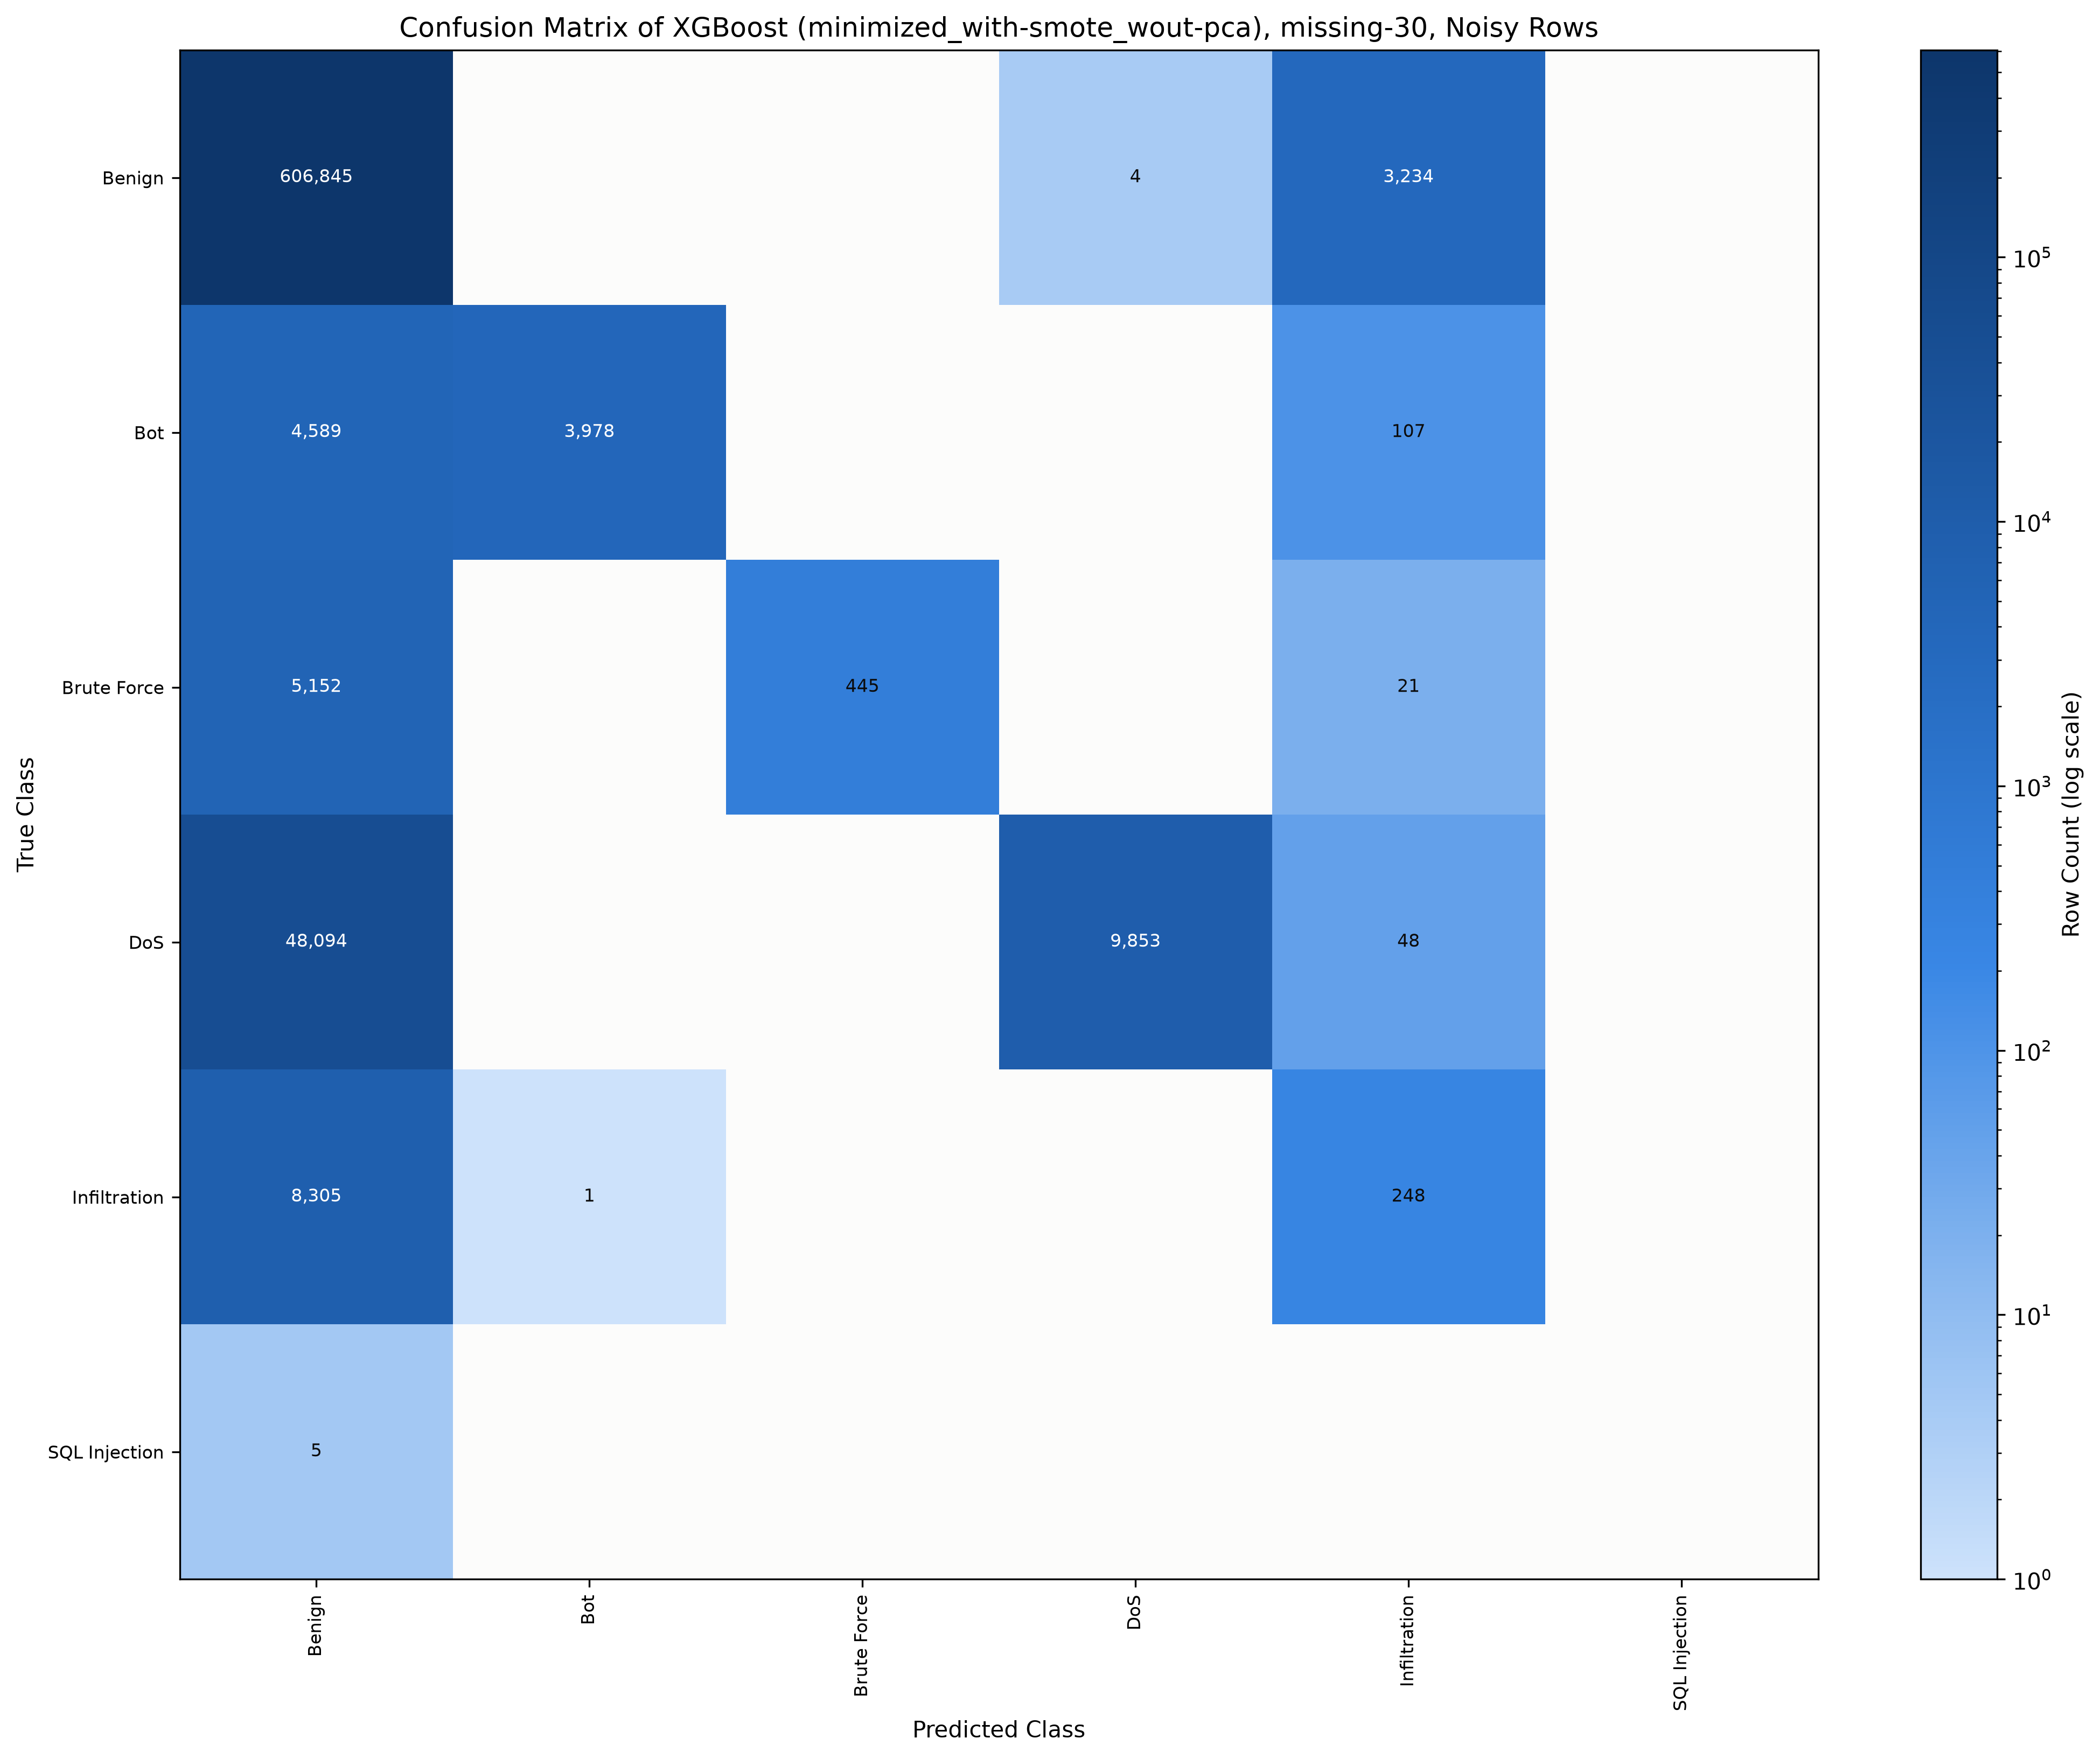 Confusion Matrix of XGBoost (minimized_with-smote_wout-pca), missing-30, Noisy Rows
True Class
Benign
606,845
4
3,234
Bot
4,589
3,978
107
Brute Force
5,152
445
21
DoS
48,094
9,853
48
Infiltration
8,305
1
248
SQL Injection
5
Benign
Bot
Brute Force
DoS
Infiltration
SQL Injection
Predicted Class
10⁵
10⁴
10³
10²
10¹
10⁰
Row Count (log scale)